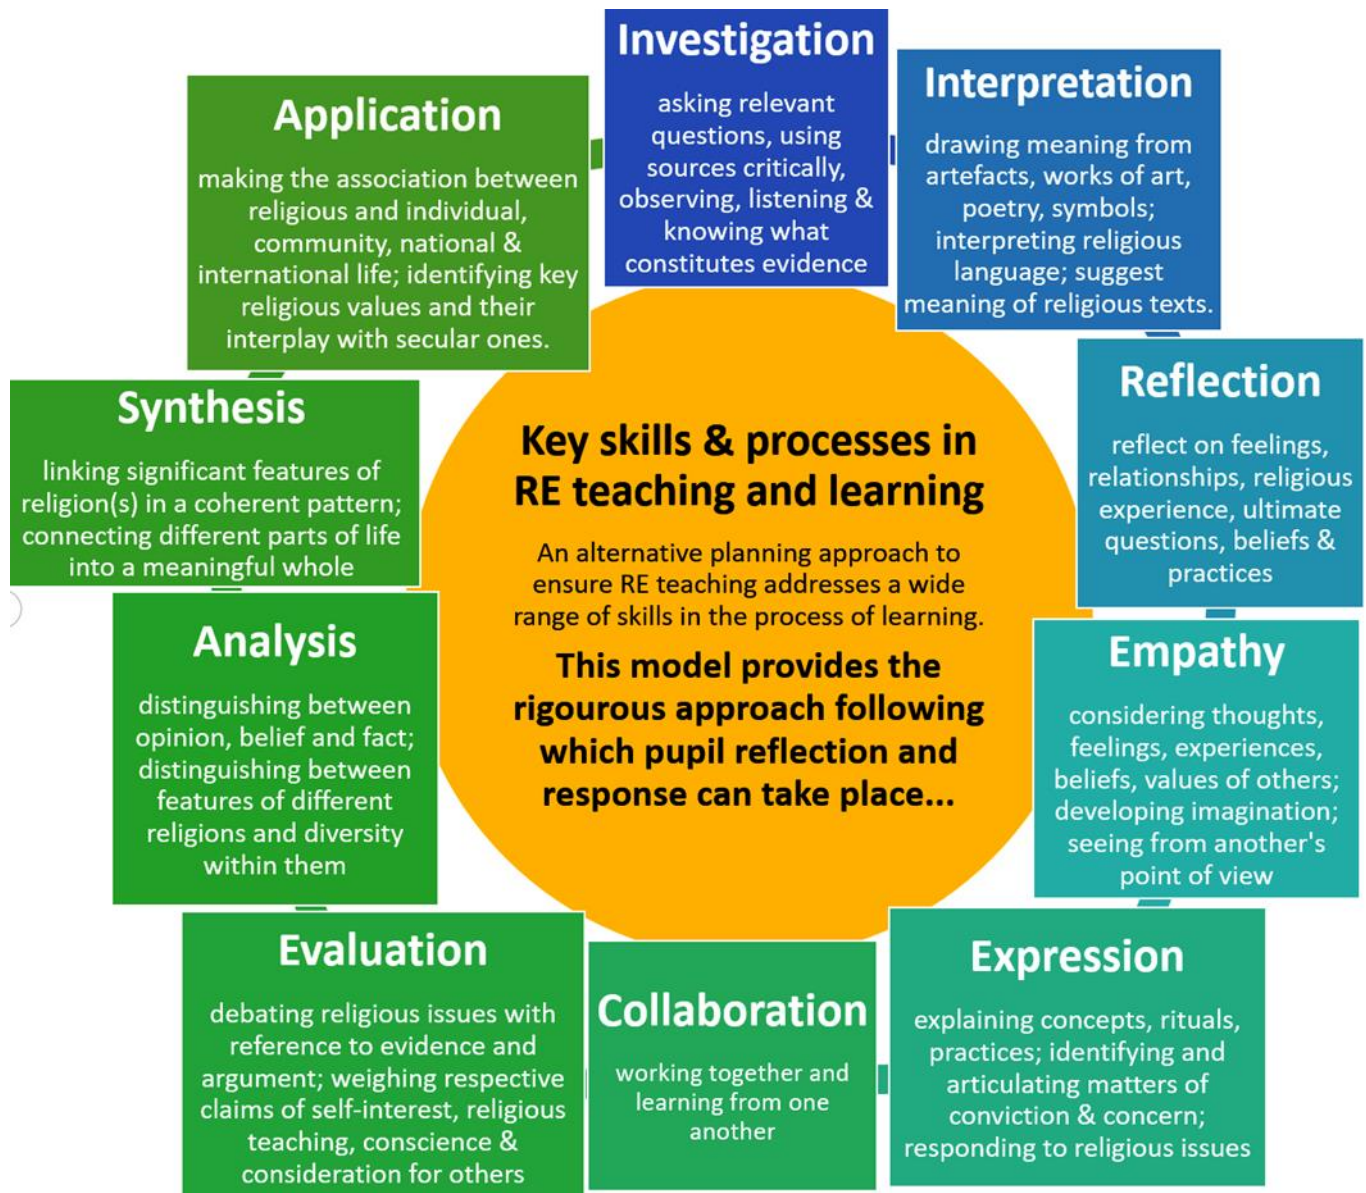 Investigation
asking relevant
questions, using
sources critically,
observing, listening &
knowing what
constitutes evidence
Interpretation
drawing meaning from
artefacts, works of art,
poetry, symbols;
interpreting religious
language; suggest
meaning of religious texts.
Reflection
reflect on feelings,
relationships, religious
experience, ultimate
questions, beliefs &
practices
Empathy
considering thoughts,
feelings, experiences,
beliefs, values of others;
developing imagination;
seeing from another's
point of view
Expression
explaining concepts, rituals,
practices; identifying and
articulating matters of
conviction & concern;
responding to religious issues
Collaboration
working together and
learning from one
another
Evaluation
debating religious issues with
reference to evidence and
argument; weighing respective
claims of self-interest, religious
teaching, conscience &
consideration for others
Analysis
distinguishing between
opinion, belief and fact;
distinguishing between
features of different
religions and diversity
within them
Synthesis
linking significant features of
religion(s) in a coherent pattern;
connecting different parts of life
into a meaningful whole
Application
making the association between
religious and individual,
community, national &
international life; identifying key
religious values and their
interplay with secular ones.
Key skills & processes in
RE teaching and learning
An alternative planning approach to
ensure RE teaching addresses a wide
range of skills in the process of learning.
This model provides the
rigourous approach following
which pupil reflection and
response can take place...